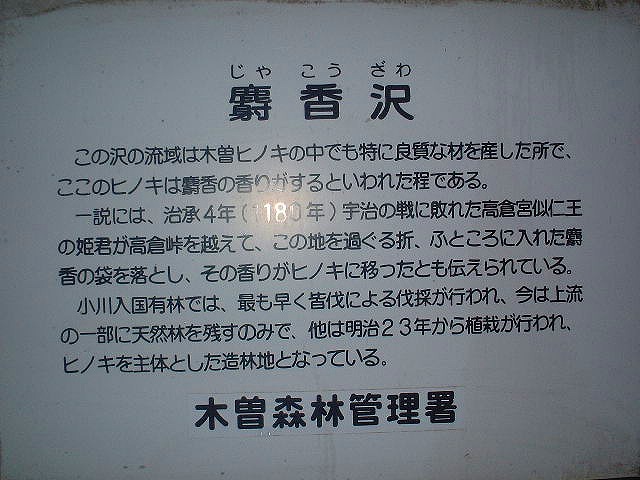 じゃ こう ざわ
麝香沢
この沢の流域は木曽ヒノキの中でも特に良質な材を産した所で、
ここのヒノキは麝香の香りがするといわれた程である。
一説には、治承4年(1180年)宇治の戦に敗れた高倉宮似仁王
の姫君が高倉峠を越えて、この地を過ぐる折、ふところに入れた麝
香の袋を落とし、その香りがヒノキに移ったとも伝えられている。
小川入国有林では、最も早く皆伐による伐採が行われ、今は上流
の一部に天然林を残すのみで、他は明治23年から植栽が行われ、
ヒノキを主体とした造林地となっている。
木曽森林管理署